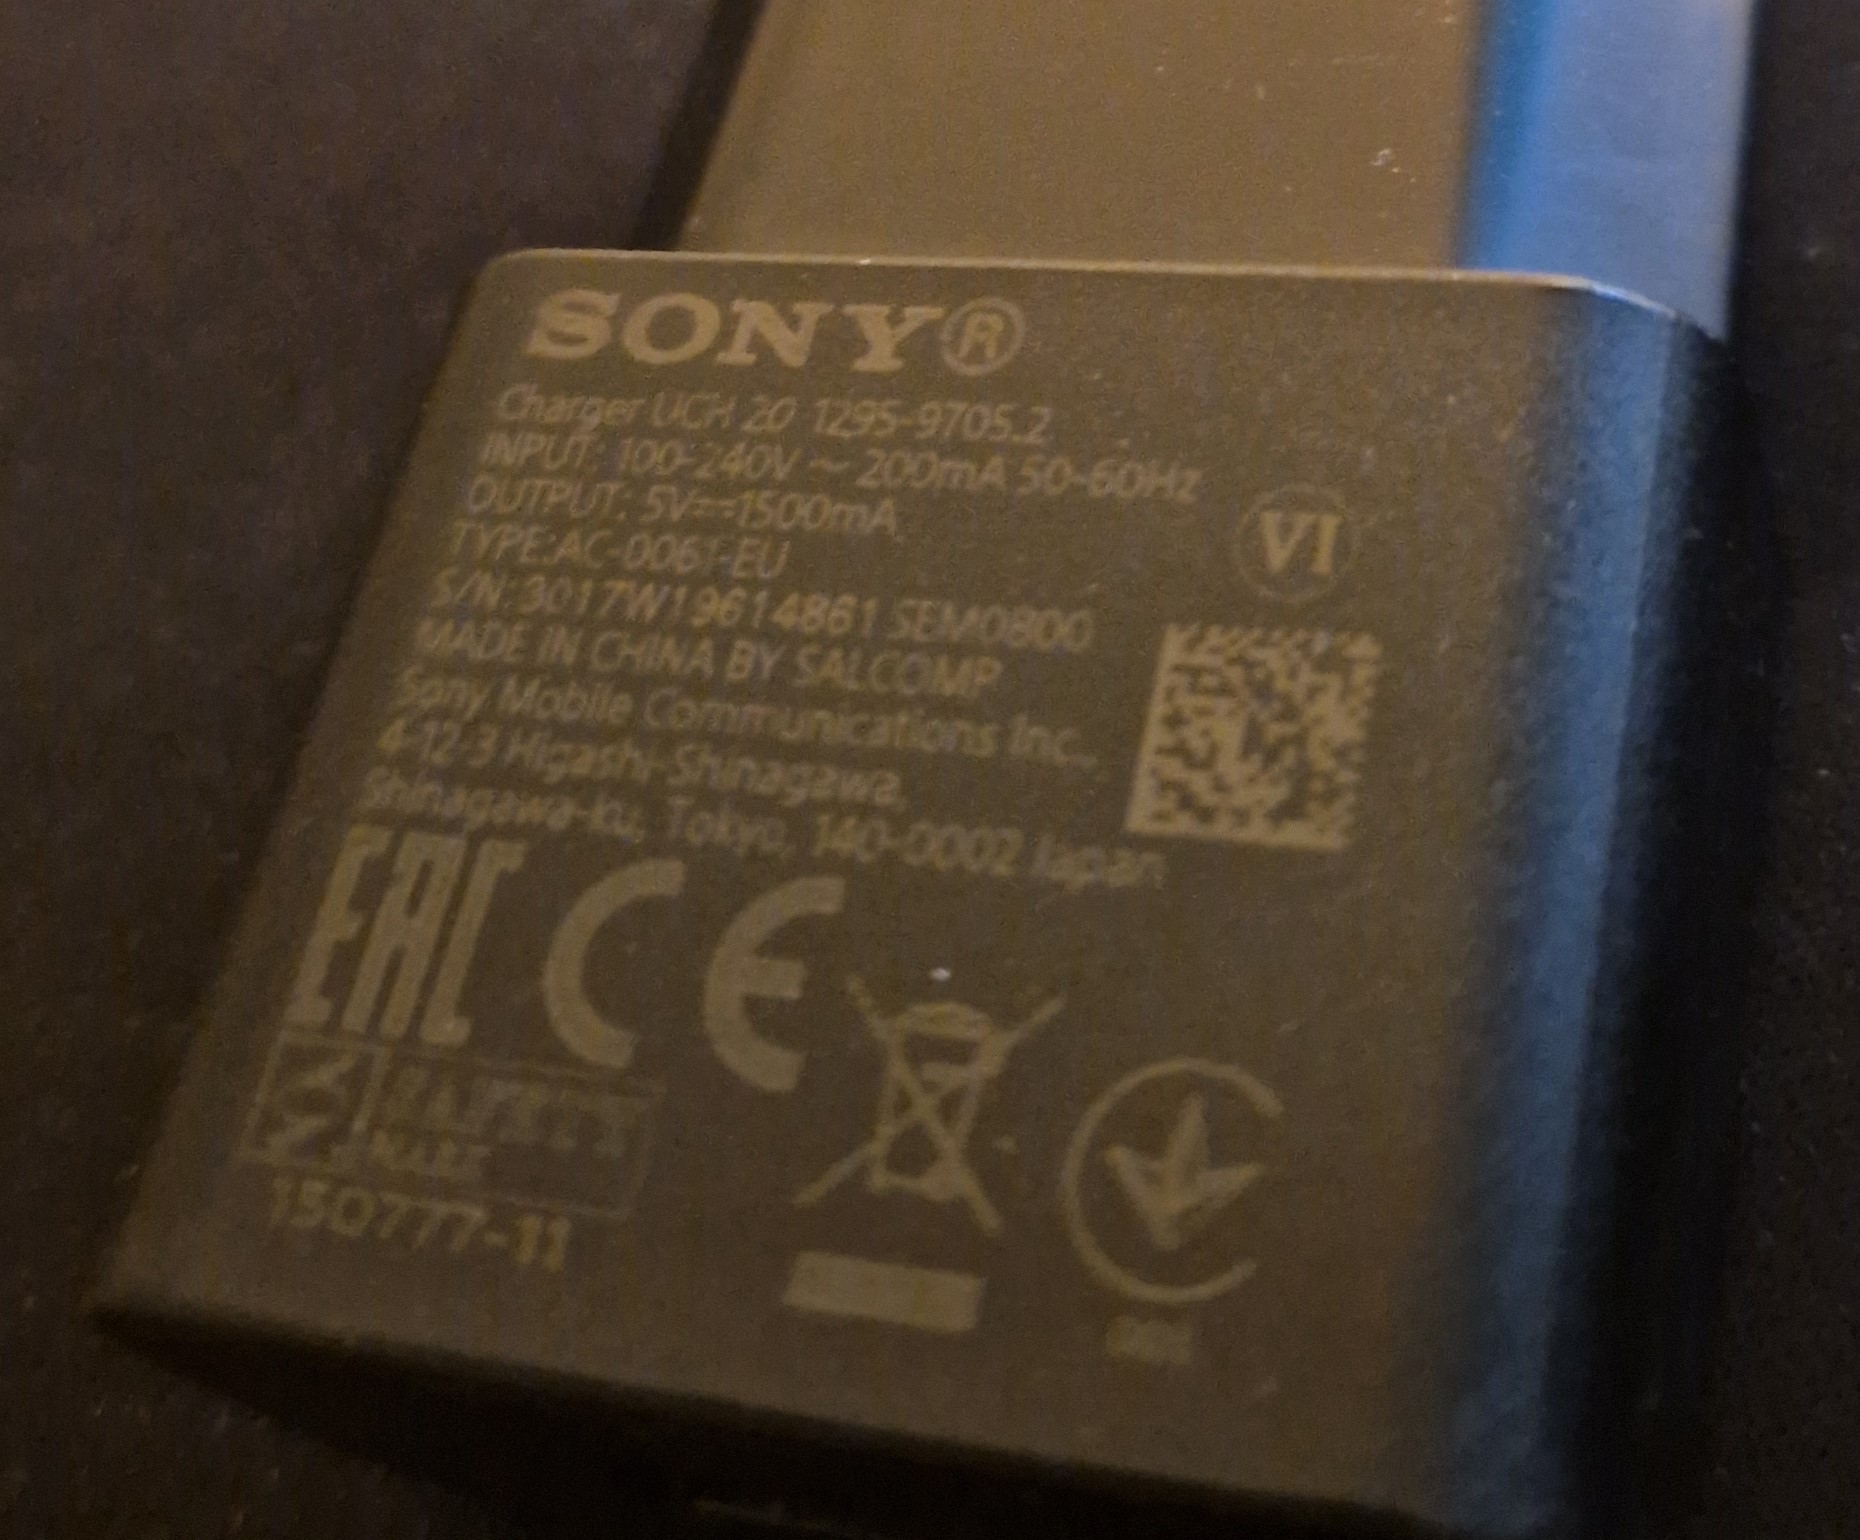 SONY®
Charger UCH 20 1295-9705.2
INPUT: 100-240V ~ 200mA 50-60Hz
OUTPUT: 5V⎓1500mA
TYPE:AC-0061-EU
S/N: 3017W19614861 SEM0800
VI
MADE IN CHINA BY SALCOMP
Sony Mobile Communications Inc.,
4-12-3 Higashi-Shinagawa,
Shinagawa-ku, Tokyo, 140-0002 Japan
EAC CE
SAFETY
MARK
150777-11